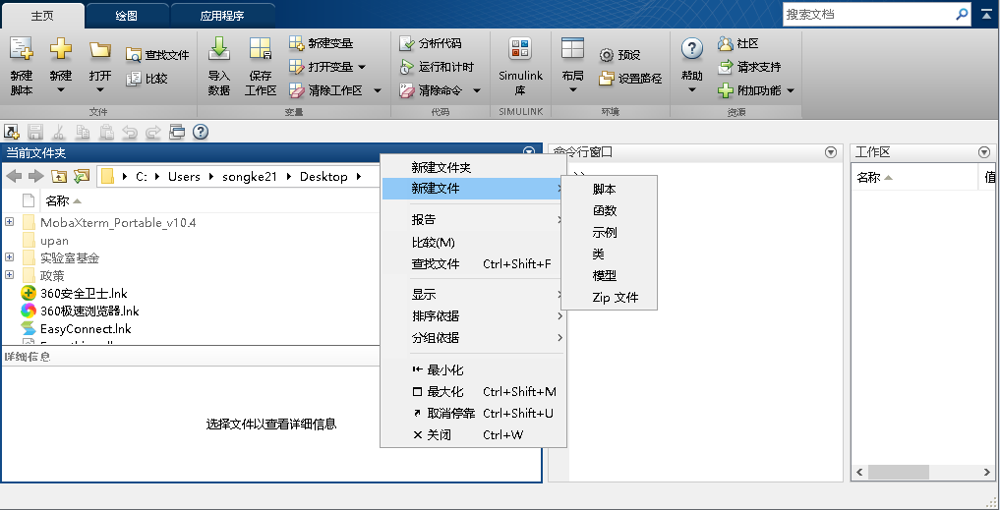 主页 绘图 应用程序 搜索文档
新建脚本 新建 打开 查找文件 比较
文件
导入数据 保存工作区 新建变量 打开变量 清除工作区
变量
分析代码 运行和计时 清除命令
代码
Simulink 库
SIMULINK
布局 预设 设置路径
环境
帮助 社区 请求支持 附加功能
资源
当前文件夹
C: Users songke21 Desktop
名称
MobaXterm_Portable_v10.4
upan
实验室基金
政策
360安全卫士.lnk
360极速浏览器.lnk
EasyConnect.lnk
详细信息
选择文件以查看详细信息
新建文件夹
新建文件
报告
比较(M)
查找文件 Ctrl+Shift+F
显示
排序依据
分组依据
最小化
最大化 Ctrl+Shift+M
取消停靠 Ctrl+Shift+U
关闭 Ctrl+W
脚本
函数
示例
类
模型
Zip 文件
命令行窗口
工作区
名称 值